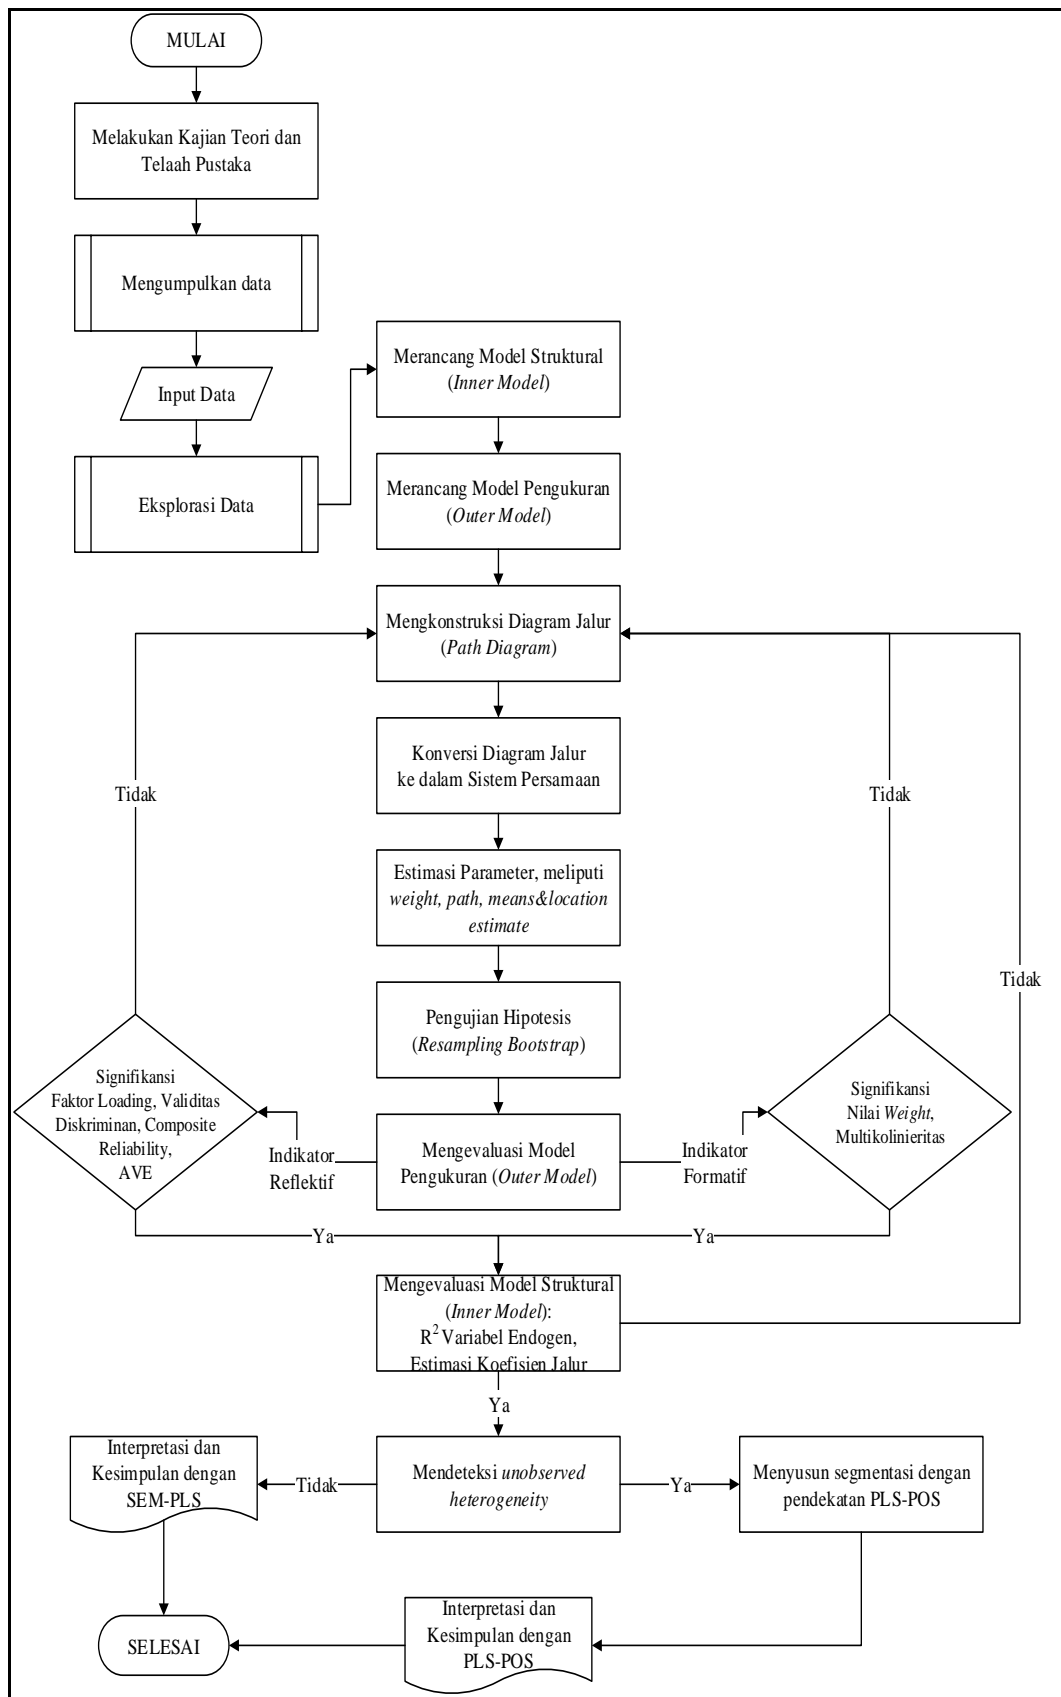 MULAI
Melakukan Kajian Teori dan
Telaah Pustaka
Mengumpulkan data
Input Data
Eksplorasi Data
Merancang Model Struktural
(Inner Model)
Merancang Model Pengukuran
(Outer Model)
Mengkonstruksi Diagram Jalur
(Path Diagram)
Konversi Diagram Jalur
ke dalam Sistem Persamaan
Tidak
Tidak
Estimasi Parameter, meliputi
weight, path, means&location
estimate
Tidak
Pengujian Hipotesis
(Resampling Bootstrap)
Signifikansi
Faktor Loading, Validitas
Diskriminan, Composite
Reliability,
AVE
Indikator
Reflektif
Mengevaluasi Model
Pengukuran (Outer Model)
Indikator
Formatif
Signifikansi
Nilai Weight,
Multikolinieritas
Ya
Ya
Mengevaluasi Model Struktural
(Inner Model):
R² Variabel Endogen,
Estimasi Koefisien Jalur
Ya
Interpretasi dan
Kesimpulan dengan
SEM-PLS
Tidak
Mendeteksi unobserved
heterogeneity
Ya
Menyusun segmentasi dengan
pendekatan PLS-POS
Interpretasi dan
Kesimpulan dengan
PLS-POS
SELESAI